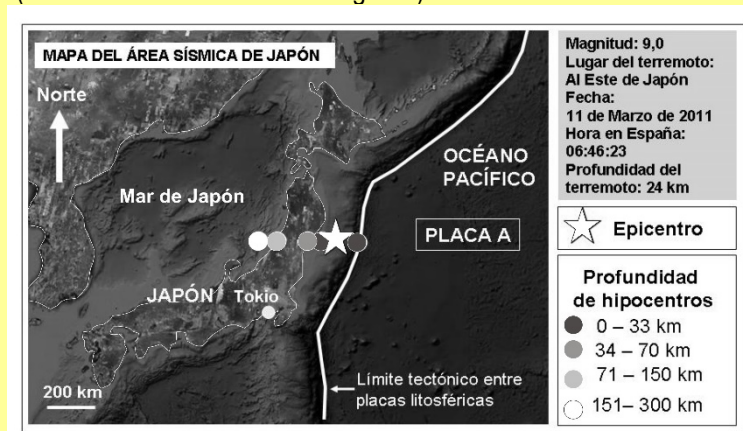 MAPA DEL ÁREA SÍSMICA DE JAPÓN
Norte
Mar de Japón
OCÉANO
PACÍFICO
PLACA A
JAPÓN
Tokio
200 km
Límite tectónico entre
placas litosféricas
Magnitud: 9,0
Lugar del terremoto:
Al Este de Japón
Fecha:
11 de Marzo de 2011
Hora en España:
06:46:23
Profundidad del
terremoto: 24 km
Epicentro
Profundidad
de hipocentros
0 – 33 km
34 – 70 km
71 – 150 km
151– 300 km